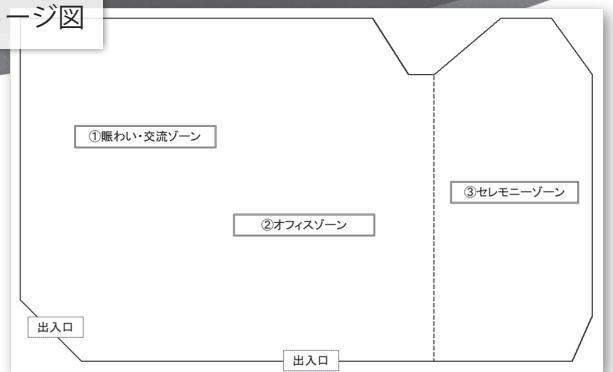 ージ図
①賑わい・交流ゾーン
③セレモニーゾーン
②オフィスゾーン
出入口
出入口